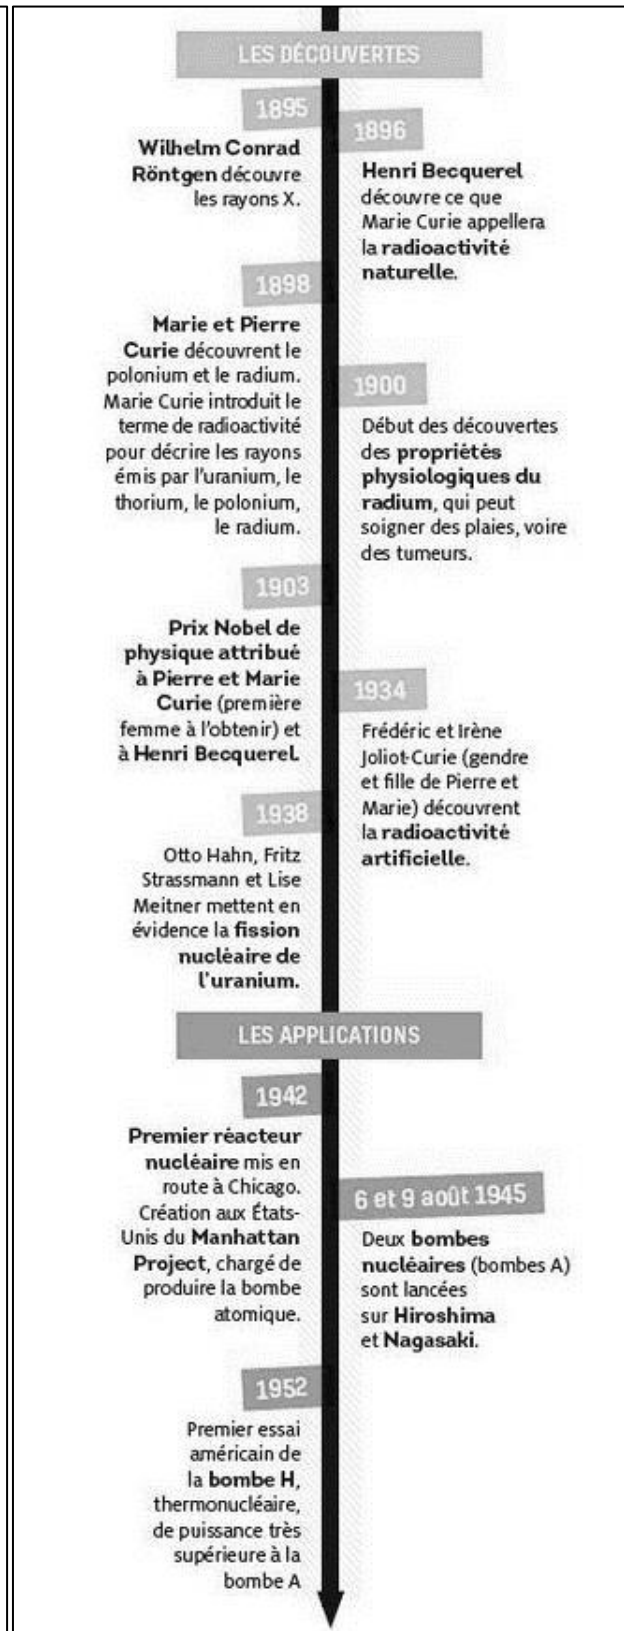 LES DÉCOUVERTES
1895
Wilhelm Conrad
Röntgen découvre
les rayons X.
1896
Henri Becquerel
découvre ce que
Marie Curie appellera
la radioactivité
naturelle.
1898
Marie et Pierre
Curie découvrent le
polonium et le radium.
Marie Curie introduit le
terme de radioactivité
pour décrire les rayons
émis par l'uranium, le
thorium, le polonium,
le radium.
1900
Début des découvertes
des propriétés
physiologiques du
radium, qui peut
soigner des plaies, voire
des tumeurs.
1903
Prix Nobel de
physique attribué
à Pierre et Marie
Curie (première
femme à l'obtenir) et
à Henri Becquerel.
1934
Frédéric et Irène
Joliot-Curie (gendre
et fille de Pierre et
Marie) découvrent
la radioactivité
artificielle.
1938
Otto Hahn, Fritz
Strassmann et Lise
Meitner mettent en
évidence la fission
nucléaire de
l'uranium.
LES APPLICATIONS
1942
Premier réacteur
nucléaire mis en
route à Chicago.
Création aux États-
Unis du Manhattan
Project, chargé de
produire la bombe
atomique.
6 et 9 août 1945
Deux bombes
nucléaires (bombes A)
sont lancées
sur Hiroshima
et Nagasaki.
1952
Premier essai
américain de
la bombe H,
thermonucléaire,
de puissance très
supérieure à la
bombe A